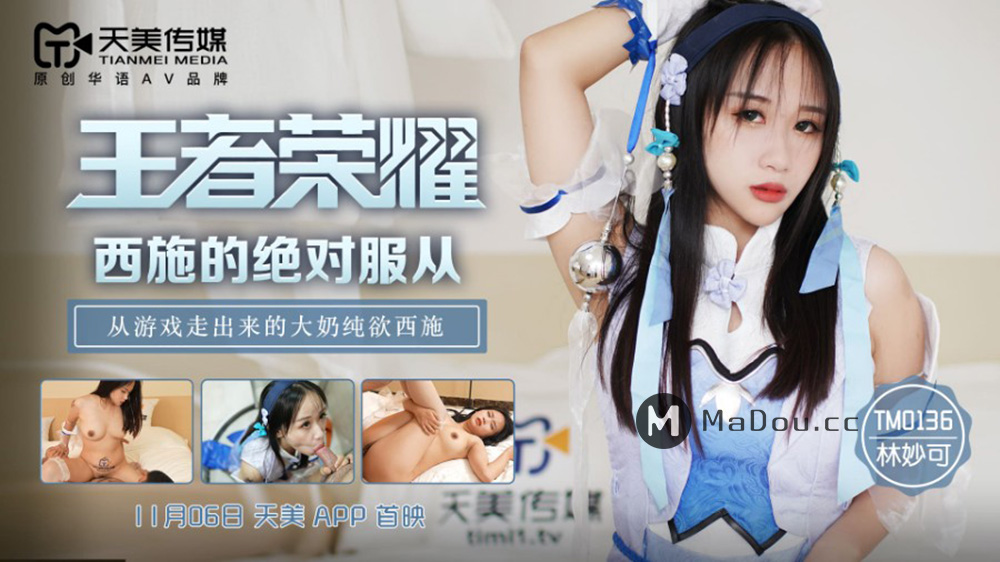 天美传媒
TIANMEI MEDIA
原创华语AV品牌
王者荣耀
西施的绝对服从
从游戏走出来的大奶纯欲西施
MaDou.cc
TM0136
林妙可
11月06日 天美 APP 首映
天美传媒
timi1.tv